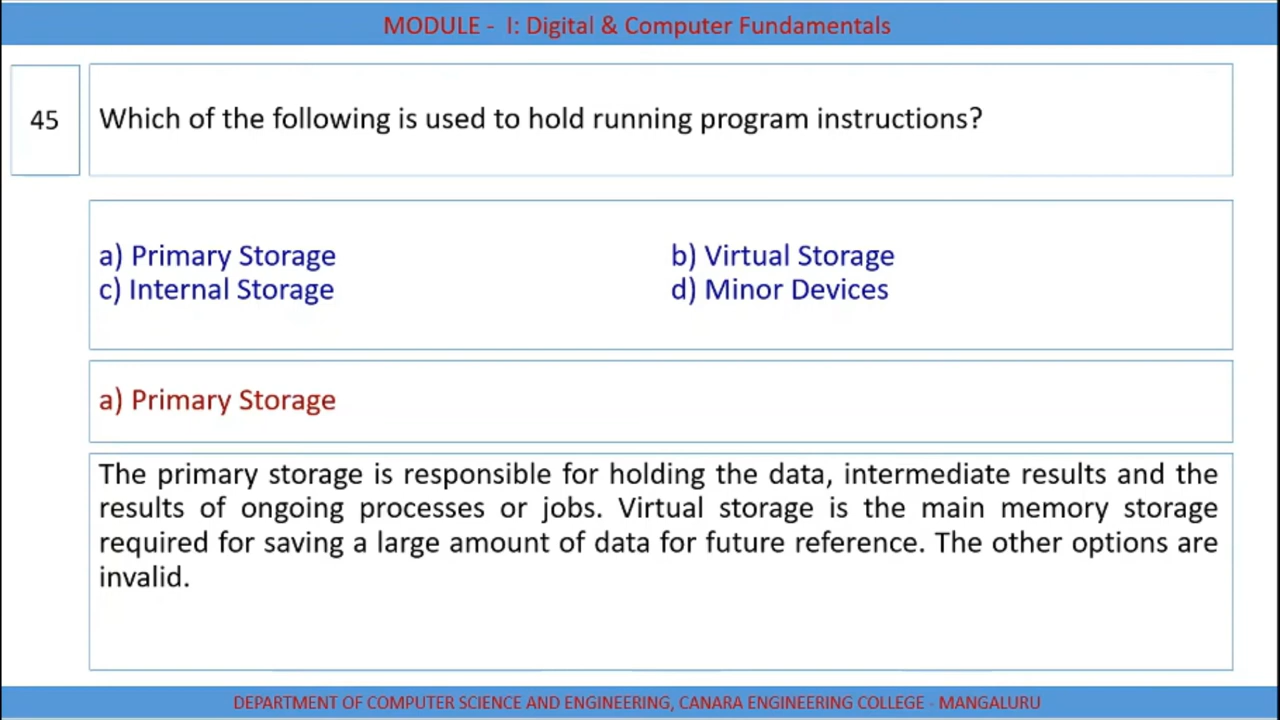 MODULE - I: Digital & Computer Fundamentals
45
Which of the following is used to hold running program instructions?
a) Primary Storage b) Virtual Storage
c) Internal Storage d) Minor Devices
a) Primary Storage
The primary storage is responsible for holding the data, intermediate results and the
results of ongoing processes or jobs. Virtual storage is the main memory storage
required for saving a large amount of data for future reference. The other options are
invalid.
DEPARTMENT OF COMPUTER SCIENCE AND ENGINEERING, CANARA ENGINEERING COLLEGE - MANGALURU